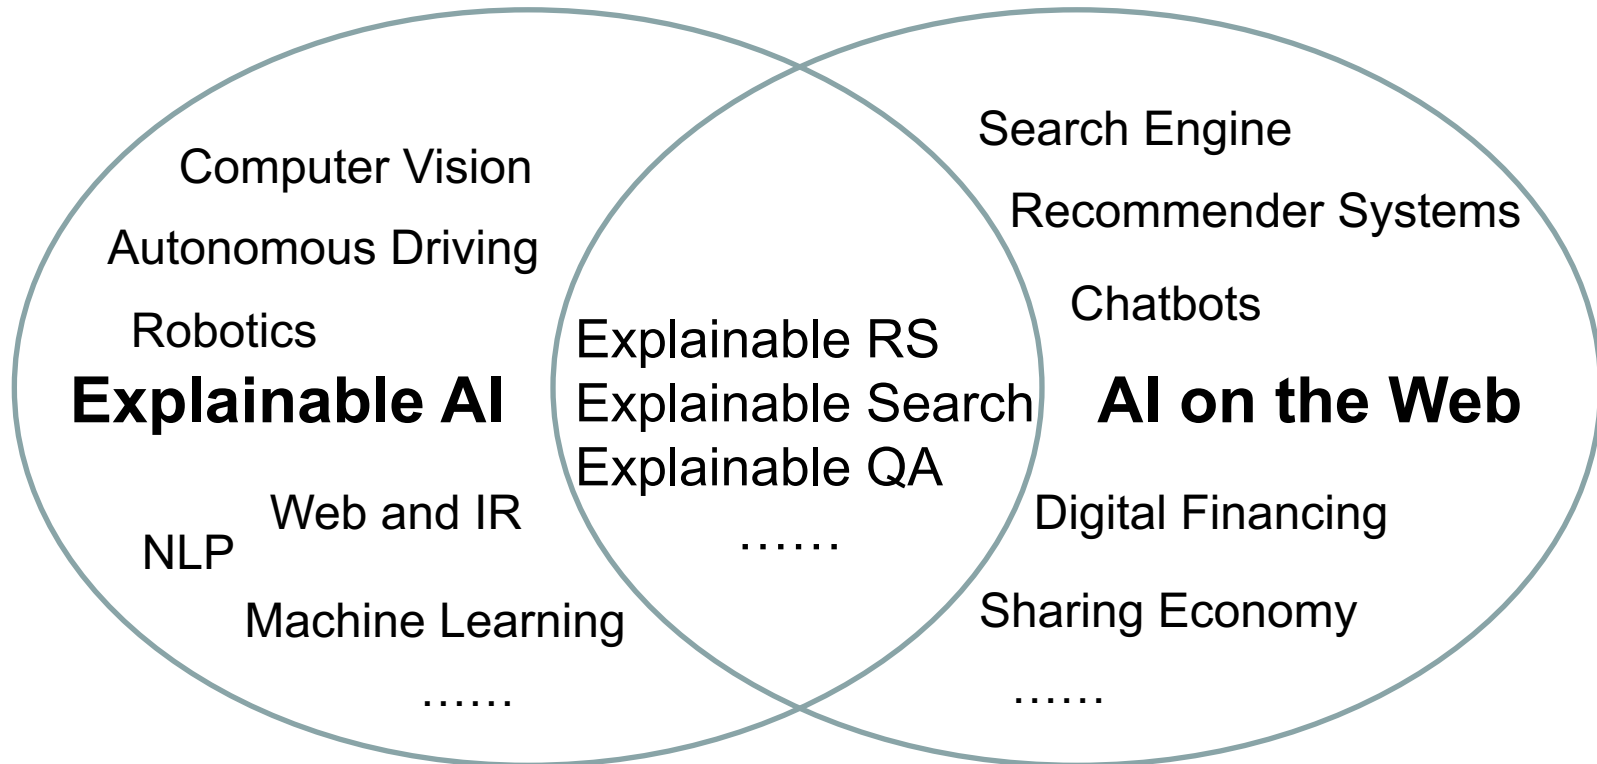 Computer Vision
Autonomous Driving
Robotics
Explainable AI
Web and IR
NLP
Machine Learning
......
Explainable RS
Explainable Search
Explainable QA
......
Search Engine
Recommender Systems
Chatbots
AI on the Web
Digital Financing
Sharing Economy
......